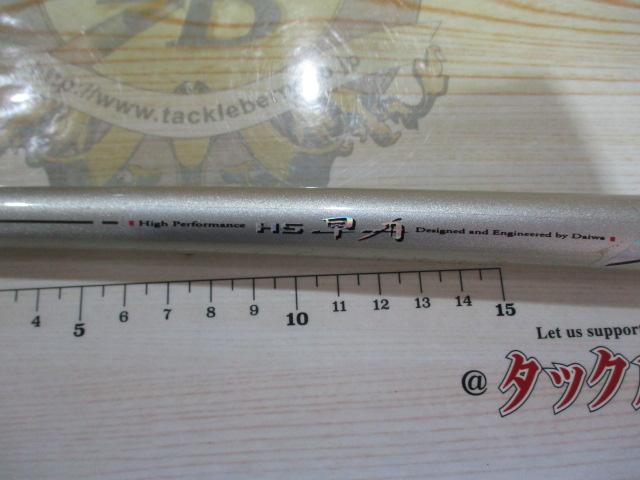 http://www.tackleber
High Performance HS 早舟 Designed and Engineered by Daiwa
4 5 6 7 8 9 10 11 12 13 14 15
Let us support
@タック